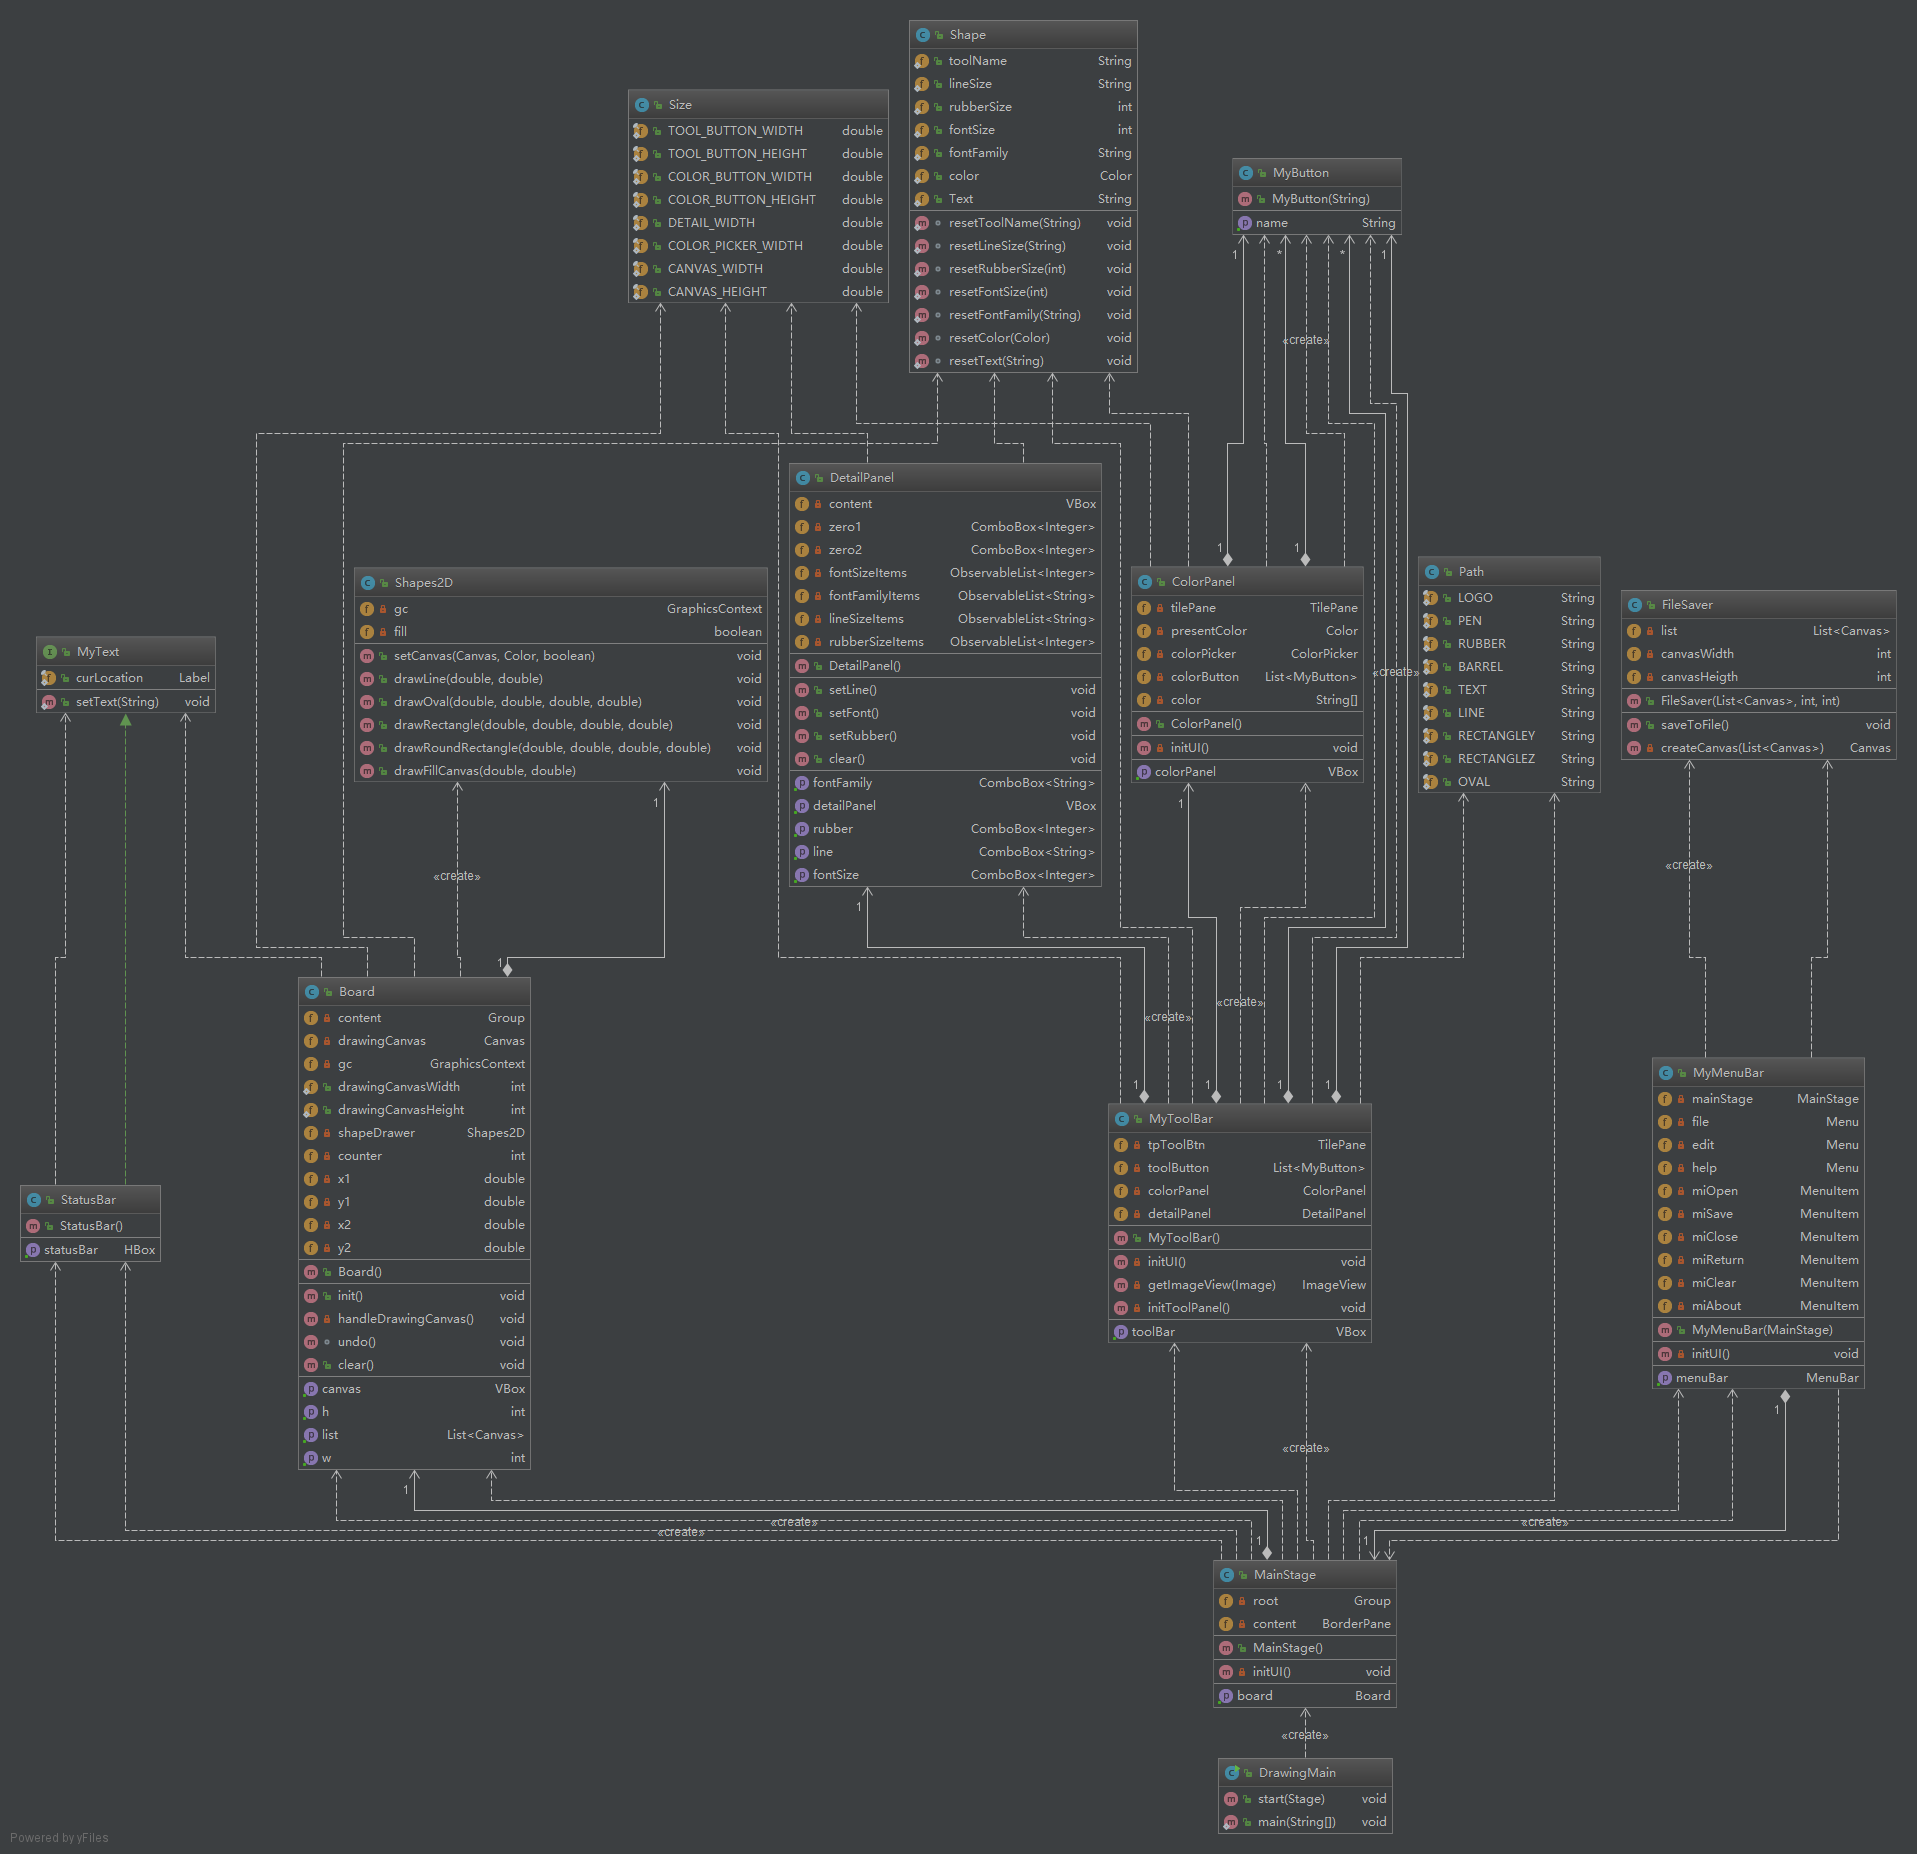 Shape
toolName String
lineSize String
rubberSize int
fontSize int
fontFamily String
color Color
Text String
resetToolName(String) void
resetLineSize(String) void
resetRubberSize(int) void
resetFontSize(int) void
resetFontFamily(String) void
resetColor(Color) void
resetText(String) void
Size
TOOL_BUTTON_WIDTH double
TOOL_BUTTON_HEIGHT double
COLOR_BUTTON_WIDTH double
COLOR_BUTTON_HEIGHT double
DETAIL_WIDTH double
COLOR_PICKER_WIDTH double
CANVAS_WIDTH double
CANVAS_HEIGHT double
MyButton
MyButton(String)
name String
1 * * 1
«create»
DetailPanel
content VBox
zero1 ComboBox<Integer>
zero2 ComboBox<Integer>
fontSizeItems ObservableList<Integer>
fontFamilyItems ObservableList<String>
lineSizeItems ObservableList<String>
rubberSizeItems ObservableList<Integer>
DetailPanel()
setLine() void
setFont() void
setRubber() void
clear() void
fontFamily ComboBox<String>
detailPanel VBox
rubber ComboBox<Integer>
line ComboBox<String>
fontSize ComboBox<Integer>
1
1 1
ColorPanel
tilePane TilePane
presentColor Color
colorPicker ColorPicker
colorButton List<MyButton>
color String[]
ColorPanel()
initUI() void
colorPanel VBox
1
«create»
Path
LOGO String
PEN String
RUBBER String
BARREL String
TEXT String
LINE String
RECTANGLEY String
RECTANGLEZ String
OVAL String
FileSaver
list List<Canvas>
canvasWidth int
canvasHeigth int
FileSaver(List<Canvas>, int, int)
saveToFile() void
createCanvas(List<Canvas>) Canvas
«create»
Shapes2D
gc GraphicsContext
fill boolean
setCanvas(Canvas, Color, boolean) void
drawLine(double, double) void
drawOval(double, double, double, double) void
drawRectangle(double, double, double, double) void
drawRoundRectangle(double, double, double, double) void
drawFillCanvas(double, double) void
1
«create»
1
MyText
curLocation Label
setText(String) void
Board
content Group
drawingCanvas Canvas
gc GraphicsContext
drawingCanvasWidth int
drawingCanvasHeight int
shapeDrawer Shapes2D
counter int
x1 double
y1 double
x2 double
y2 double
Board()
init() void
handleDrawingCanvas() void
undo() void
clear() void
canvas VBox
h int
list List<Canvas>
w int
1
StatusBar
StatusBar()
statusBar HBox
«create»
«create»
1 1 1 1
MyToolBar
tpToolBtn TilePane
toolButton List<MyButton>
colorPanel ColorPanel
detailPanel DetailPanel
MyToolBar()
initUI() void
getImageView(Image) ImageView
initToolPanel() void
toolBar VBox
«create»
MyMenuBar
mainStage MainStage
file Menu
edit Menu
help Menu
miOpen MenuItem
miSave MenuItem
miClose MenuItem
miReturn MenuItem
miClear MenuItem
miAbout MenuItem
MyMenuBar(MainStage)
initUI() void
menuBar MenuBar
1
«create»
«create»
«create»
1 1
MainStage
root Group
content BorderPane
MainStage()
initUI() void
board Board
«create»
DrawingMain
start(Stage) void
main(String[]) void
Powered by yFiles